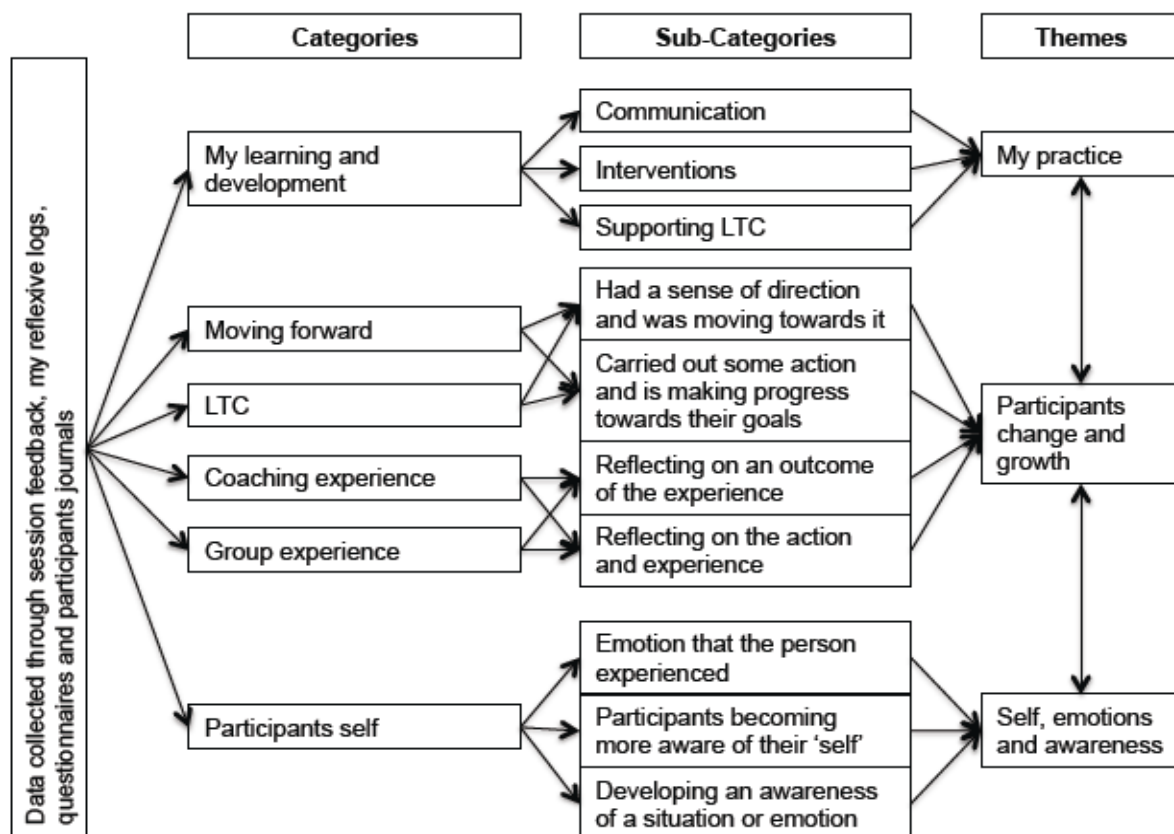 Categories
Sub-Categories
Themes
Data collected through session feedback, my reflexive logs,
questionnaires and participants journals
My learning and
development
Moving forward
LTC
Coaching experience
Group experience
Participants self
Communication
Interventions
Supporting LTC
Had a sense of direction
and was moving towards it
Carried out some action
and is making progress
towards their goals
Reflecting on an outcome
of the experience
Reflecting on the action
and experience
Emotion that the person
experienced
Participants becoming
more aware of their ‘self’
Developing an awareness
of a situation or emotion
My practice
Participants
change and
growth
Self, emotions
and awareness